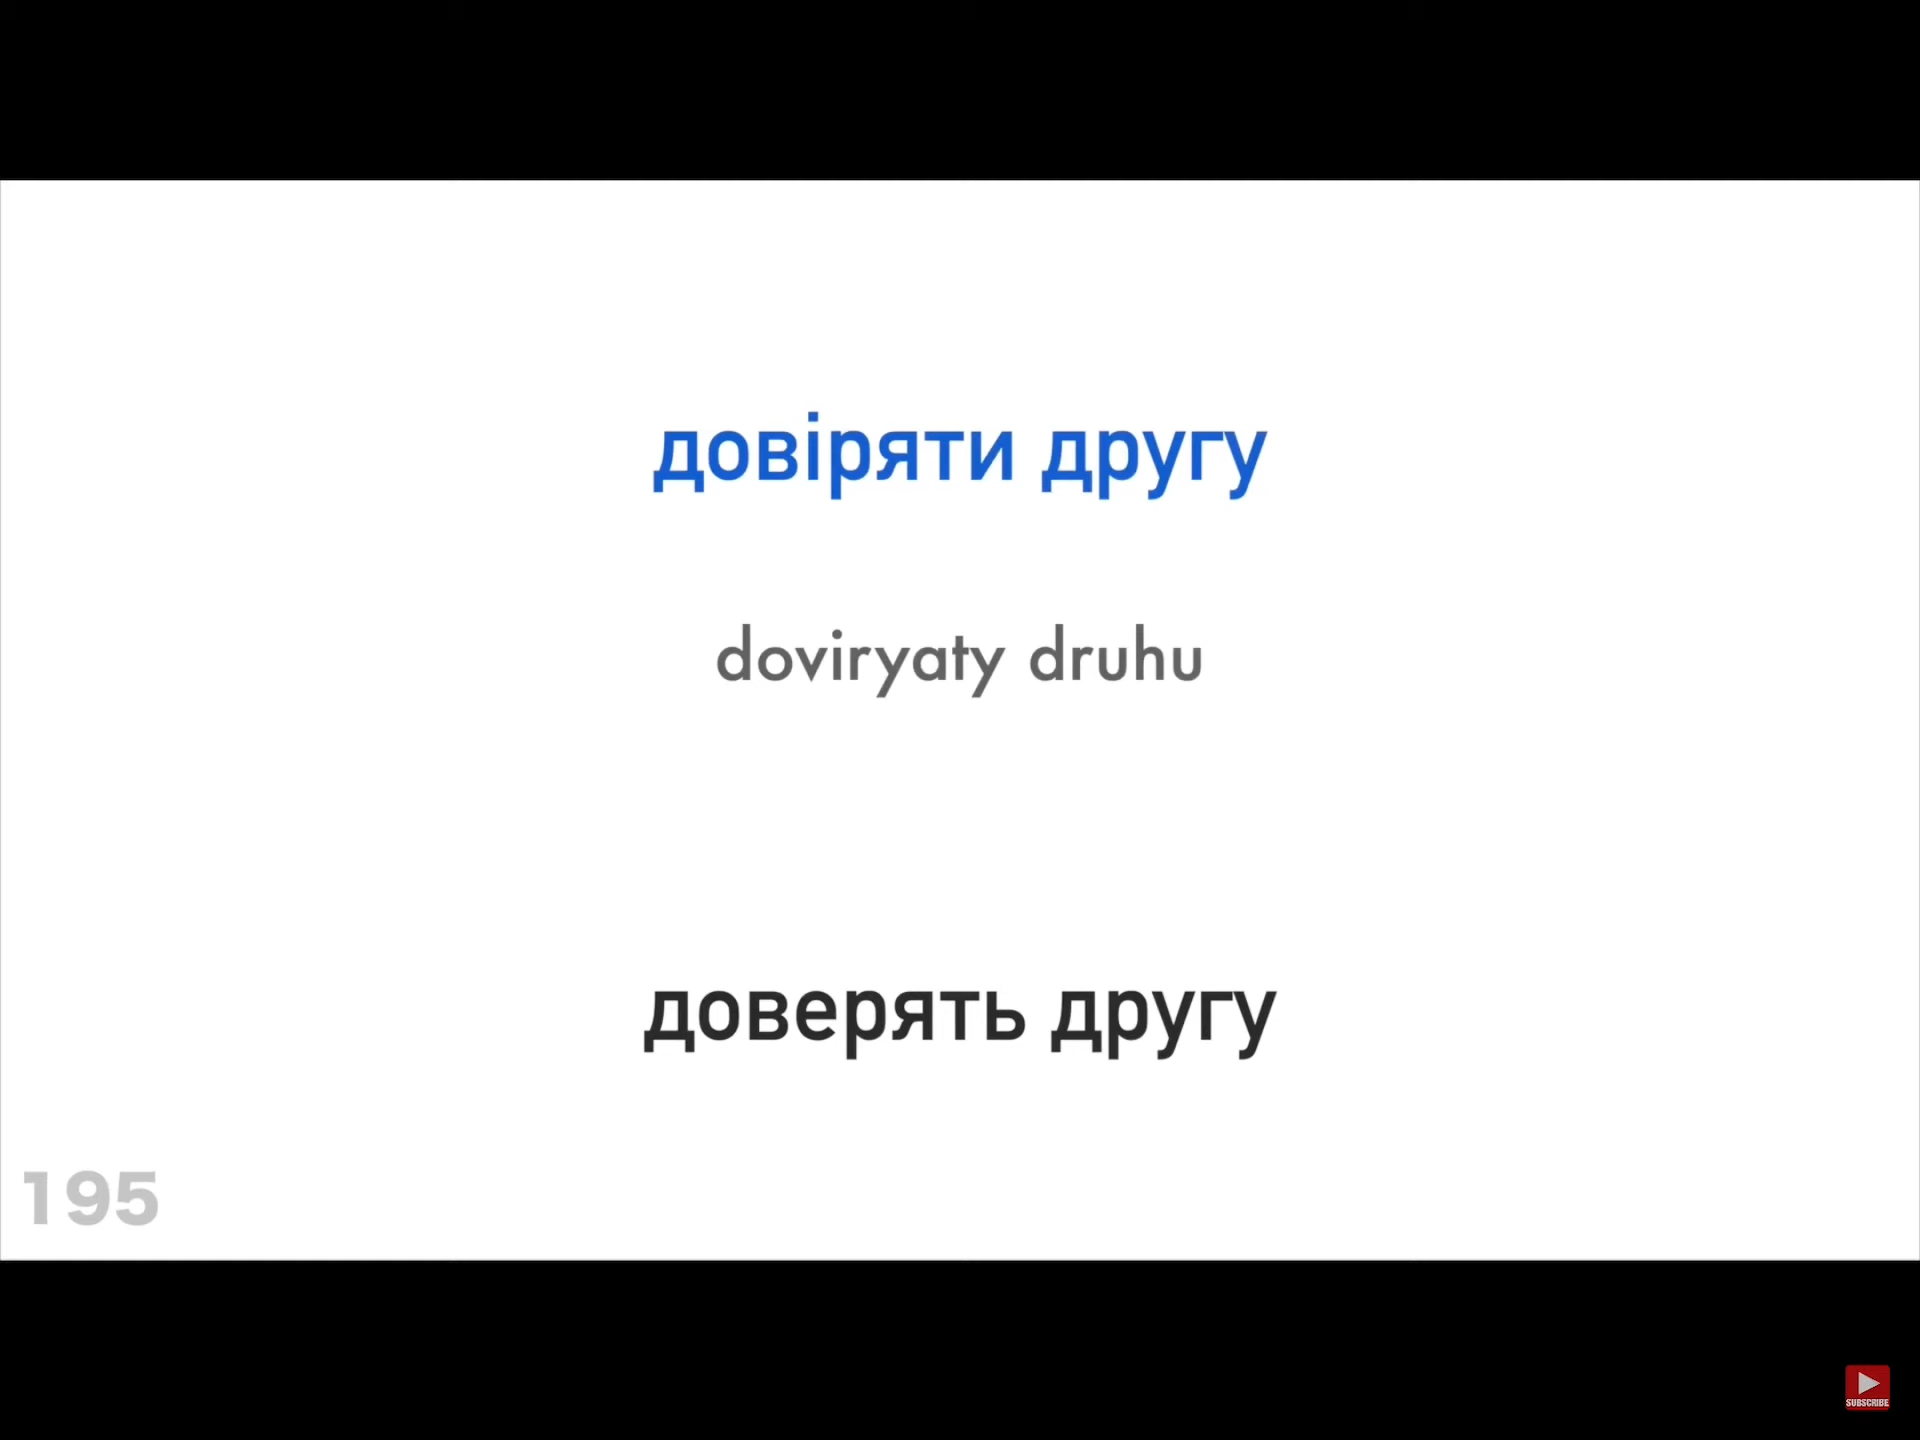 довіряти другу
doviryaty druhu
доверять другу
195
SUBSCRIBE